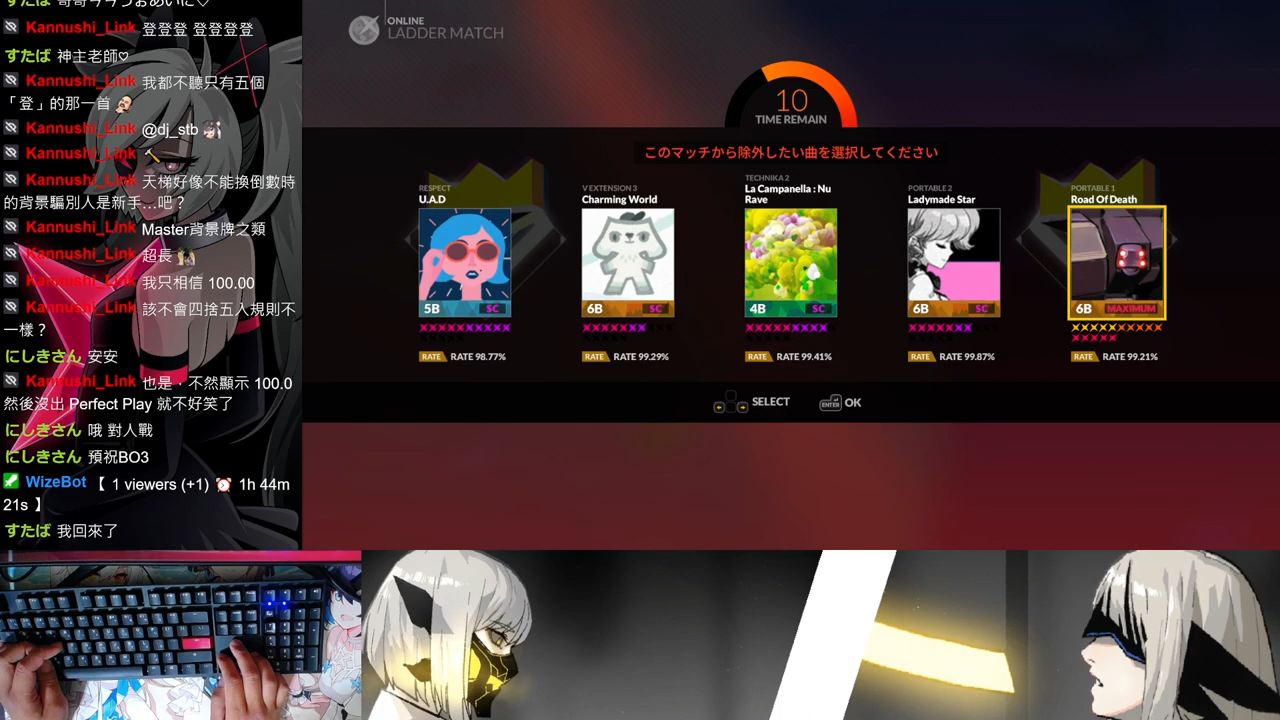 すたば 哥哥ララつぉあいに♡
Kannushi_Link 登登登 登登登登
すたば 神主老師♡
Kannushi_Link 我都不聽只有五個
「登」的那一首
Kannushi_Link @dj_stb
Kannushi_Link
Kannushi_Link 天梯好像不能換倒數時
的背景騙別人是新手...吧？
Kannushi_Link Master背景牌之類
Kannushi_Link 超長
Kannushi_Link 我只相信 100.00
Kannushi_Link 該不會四捨五入規則不
一樣？
にしきさん 安安
Kannushi_Link 也是、不然顯示 100.0
然後沒出 Perfect Play 就不好笑了
にしきさん 哦 對人戰
にしきさん 預祝BO3
WizeBot 【 1 viewers (+1) ⏰ 1h 44m
21s 】
すたば 我回來了
ONLINE
LADDER MATCH
10
TIME REMAIN
このマッチから除外したい曲を選択してください
RESPECT
U.A.D
5B SC
RATE RATE 98.77%
V EXTENSION 3
Charming World
6B SC
RATE RATE 99.29%
TECHNIKA 2
La Campanella : Nu
Rave
4B SC
RATE RATE 99.41%
PORTABLE 2
Ladymade Star
6B SC
RATE RATE 99.87%
PORTABLE 1
Road Of Death
6B MAXIMUM
RATE RATE 99.21%
SELECT
ENTER OK